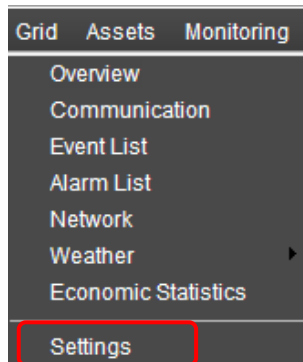 Grid Assets Monitoring
Overview
Communication
Event List
Alarm List
Network
Weather
Economic Statistics
Settings